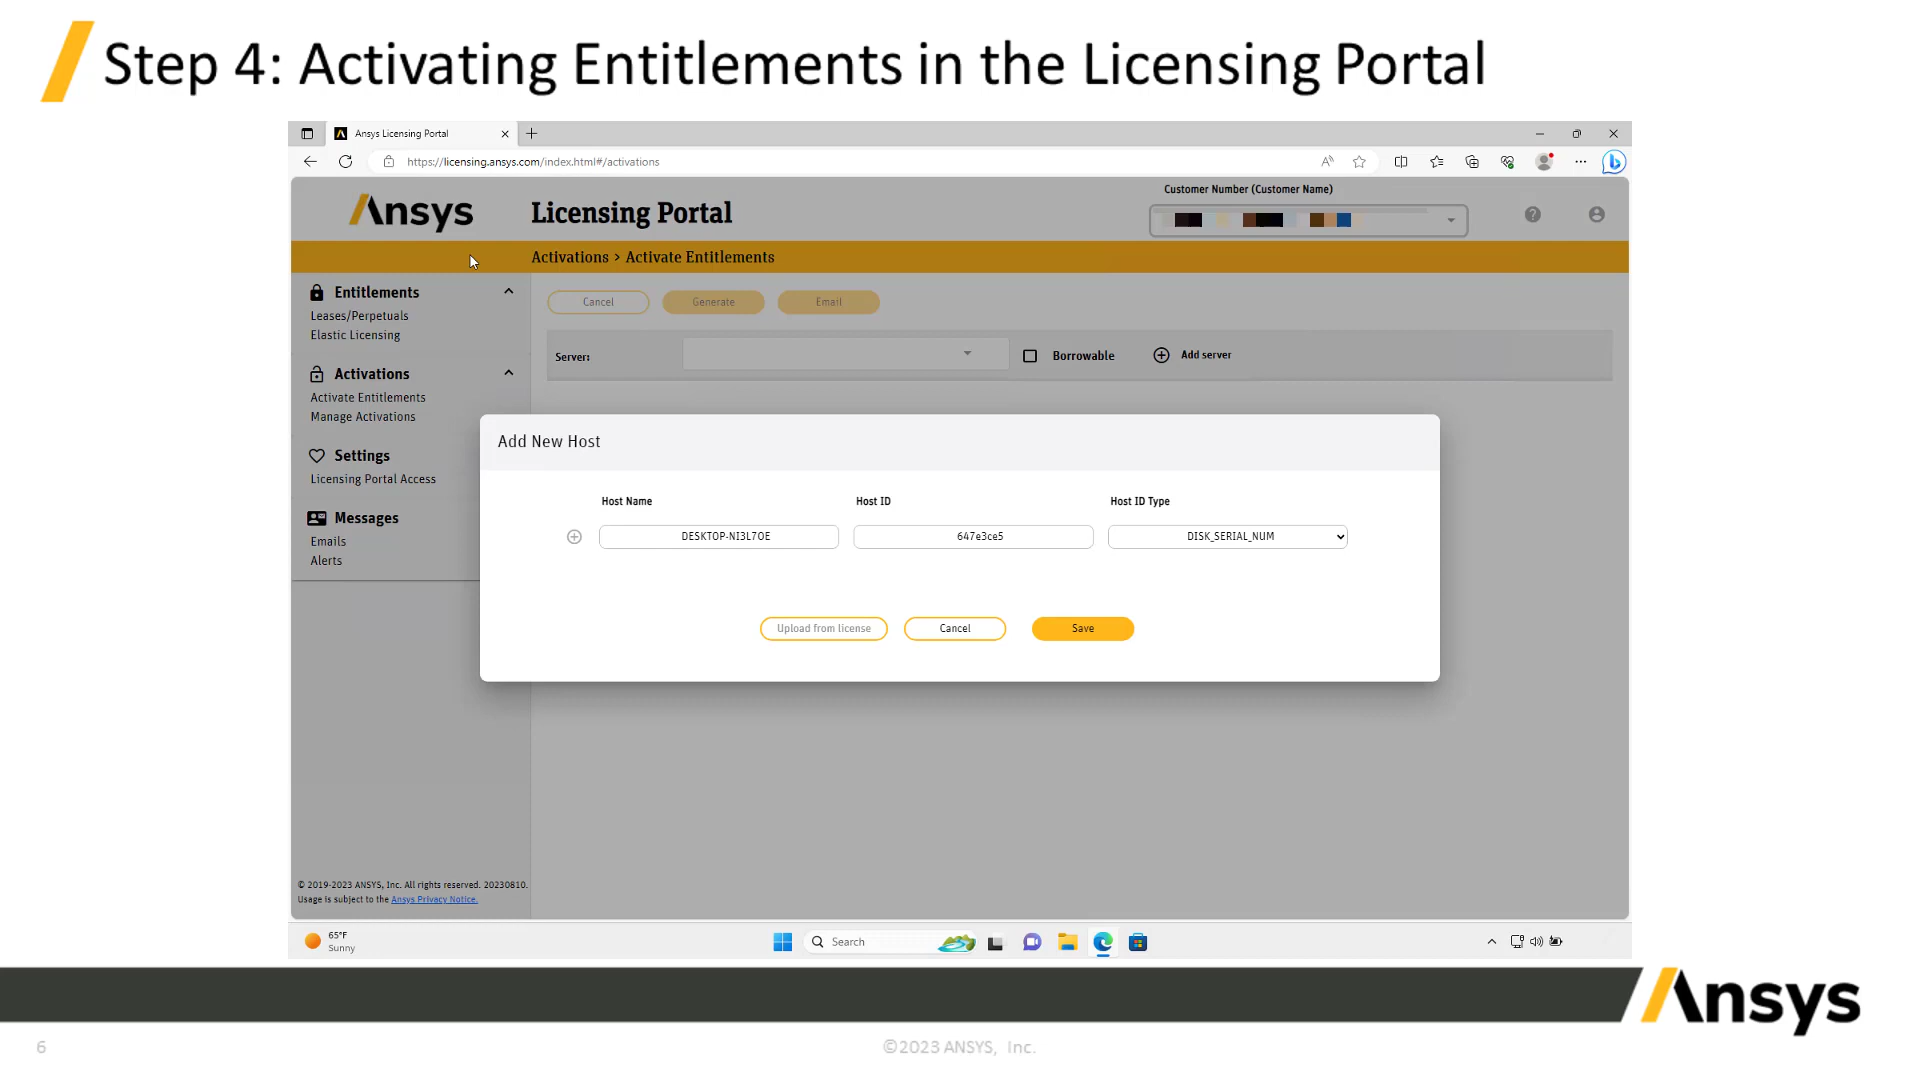 Step 4: Activating Entitlements in the Licensing Portal
Ansys Licensing Portal
https://licensing.ansys.com/index.html#/activations
Ansys
Licensing Portal
Customer Number (Customer Name)
Activations > Activate Entitlements
Entitlements
Leases/Perpetuals
Elastic Licensing
Activations
Activate Entitlements
Manage Activations
Settings
Licensing Portal Access
Messages
Emails
Alerts
Cancel Generate Email
Server: Borrowable Add server
Add New Host
Host Name Host ID Host ID Type
DESKTOP-NI3L7OE 647e3ce5 DISK_SERIAL_NUM
Upload from license Cancel Save
© 2019-2023 ANSYS, Inc. All rights reserved. 20230810.
Usage is subject to the Ansys Privacy Notice.
65°F
Sunny
Search
Ansys
6
©2023 ANSYS, Inc.